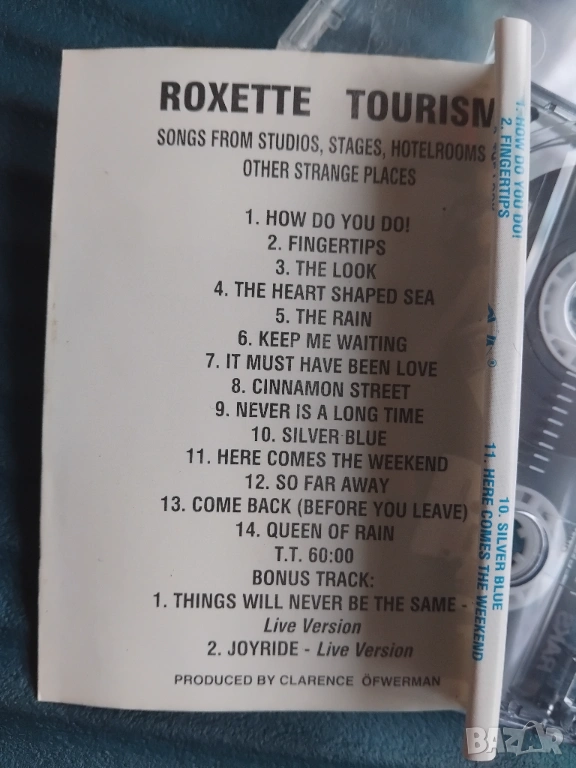 ROXETTE TOURISM
SONGS FROM STUDIOS, STAGES, HOTELROOMS
OTHER STRANGE PLACES
1. HOW DO YOU DO!
2. FINGERTIPS
3. THE LOOK
4. THE HEART SHAPED SEA
5. THE RAIN
6. KEEP ME WAITING
7. IT MUST HAVE BEEN LOVE
8. CINNAMON STREET
9. NEVER IS A LONG TIME
10. SILVER BLUE
11. HERE COMES THE WEEKEND
12. SO FAR AWAY
13. COME BACK (BEFORE YOU LEAVE)
14. QUEEN OF RAIN
T.T. 60:00
BONUS TRACK:
1. THINGS WILL NEVER BE THE SAME -
Live Version
2. JOYRIDE - Live Version
PRODUCED BY CLARENCE ÖFWERMAN
1. HOW DO YOU DO!
2. FINGERTIPS
10. SILVER BLUE
11. HERE COMES THE WEEKEND
BAZAR